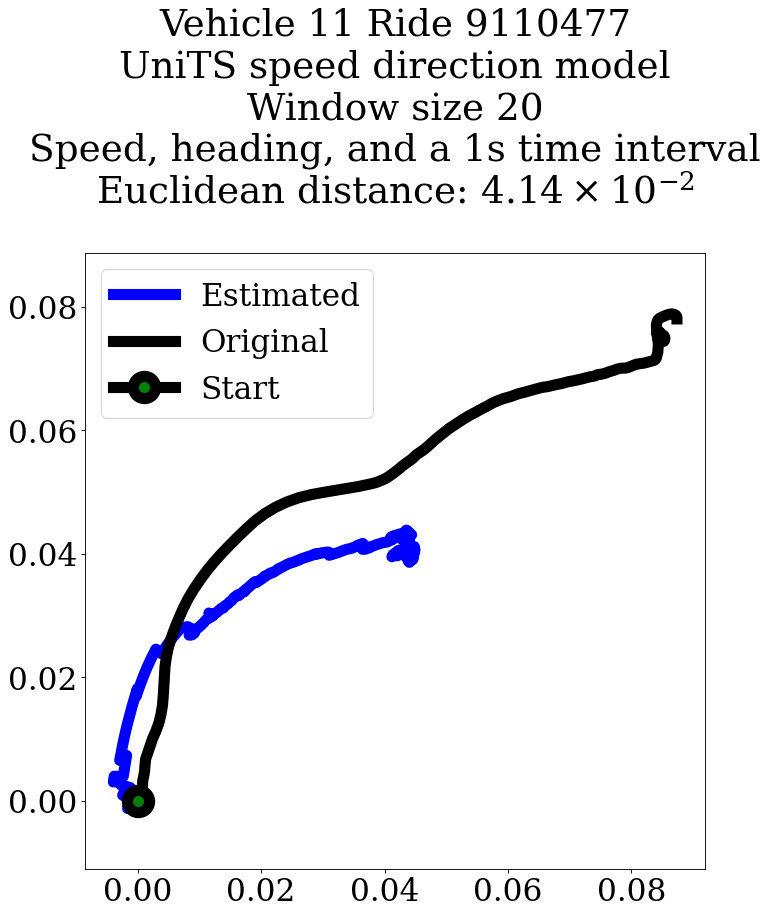 Vehicle 11 Ride 9110477
UniTS speed direction model
Window size 20
Speed, heading, and a 1s time interval
Euclidean distance: 4.14 × 10⁻²
Estimated
Original
Start
0.08
0.06
0.04
0.02
0.00
0.00 0.02 0.04 0.06 0.08